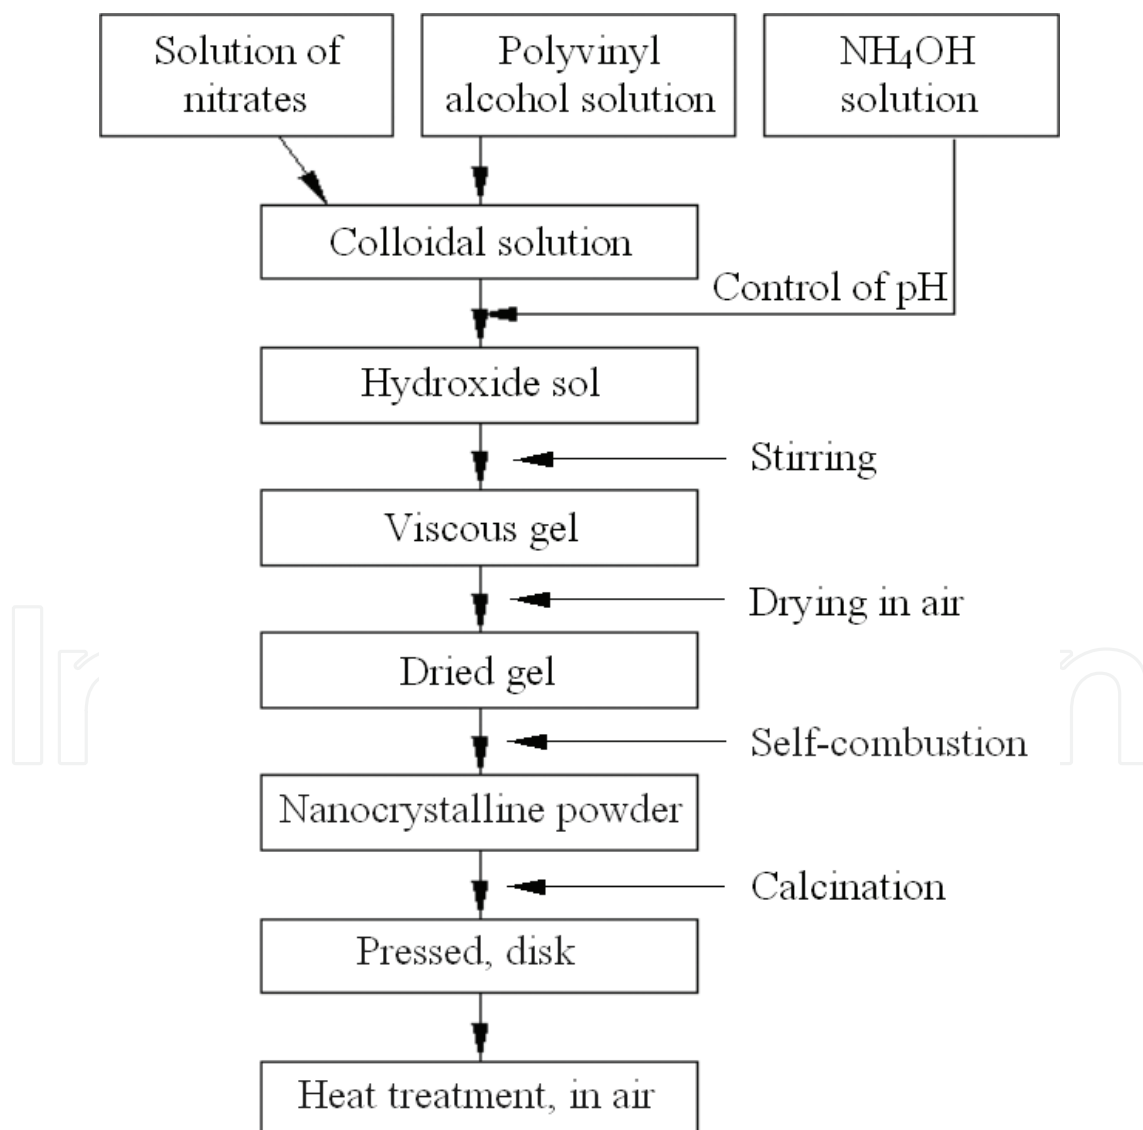 Solution of
nitrates
Polyvinyl
alcohol solution
NH₄OH
solution
Colloidal solution
Control of pH
Hydroxide sol
Stirring
Viscous gel
Drying in air
Dried gel
Self-combustion
Nanocrystalline powder
Calcination
Pressed, disk
Heat treatment, in air